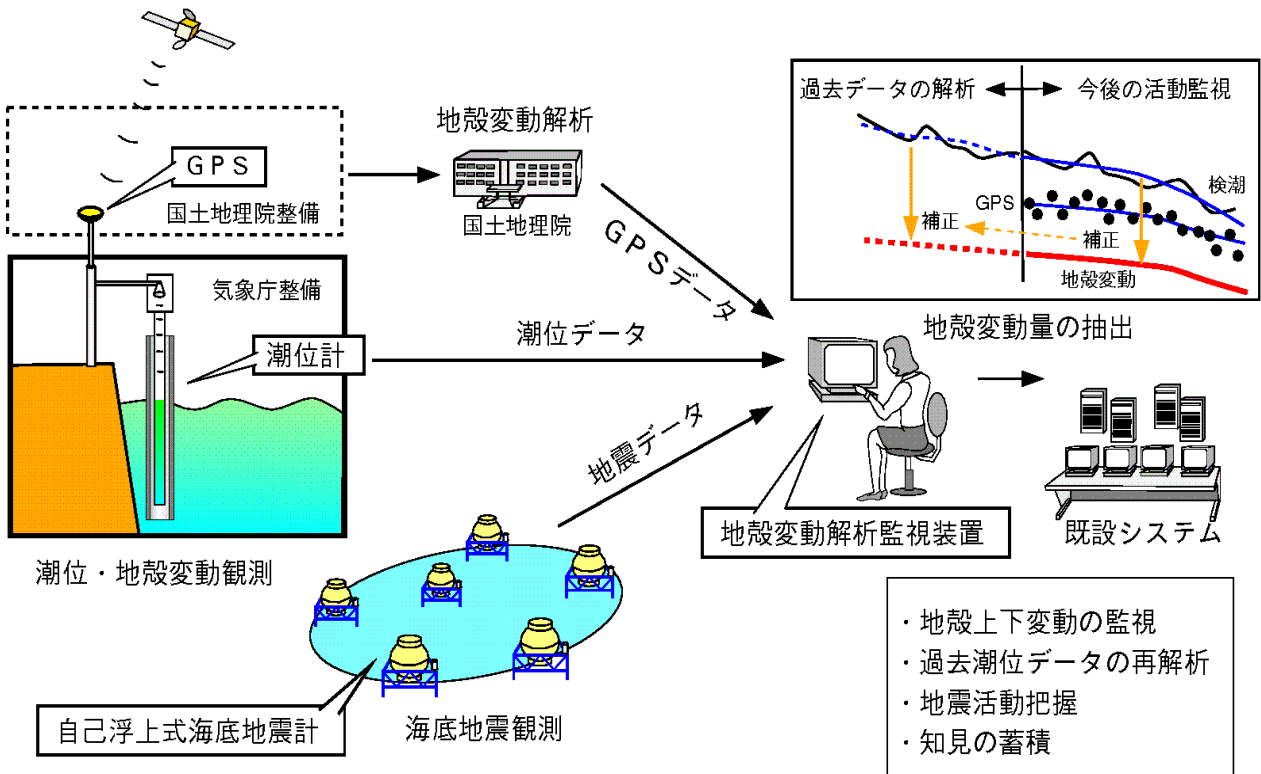 GPS
国土地理院整備
気象庁整備
潮位計
潮位・地殻変動観測
地殻変動解析
国土地理院
GPSデータ
潮位データ
地震データ
自己浮上式海底地震計
海底地震観測
過去データの解析
今後の活動監視
検潮
GPS
補正
補正
地殻変動
地殻変動量の抽出
地殻変動解析監視装置
既設システム
・地殻上下変動の監視
・過去潮位データの再解析
・地震活動把握
・知見の蓄積